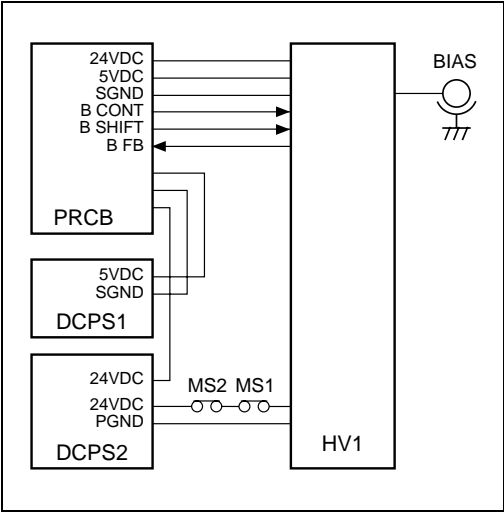 24VDC
5VDC
SGND
B CONT
B SHIFT
B FB
PRCB
5VDC
SGND
DCPS1
24VDC
24VDC
PGND
DCPS2
MS2 MS1
HV1
BIAS